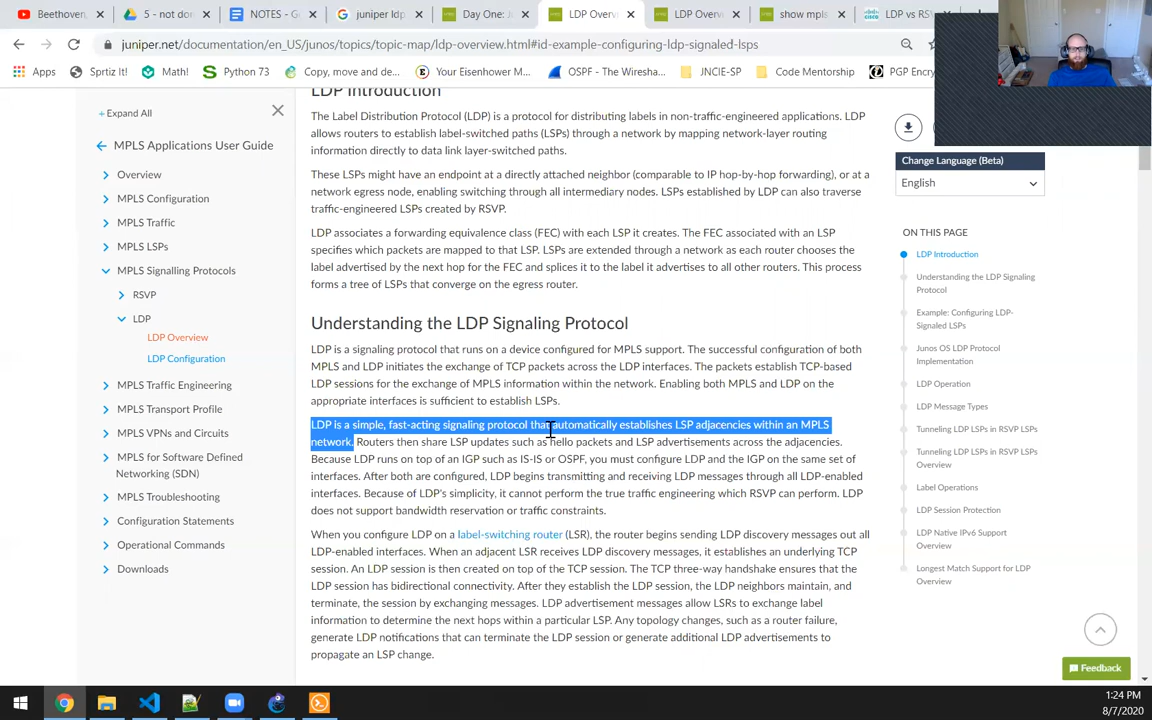 Beethoven,
5 - not don
NOTES - G
juniper ldp
Day One: Ju
LDP Overv
LDP Overv
show mpls
LDP vs RSV
juniper.net/documentation/en_US/junos/topics/topic-map/ldp-overview.html#id-example-configuring-ldp-signaled-lsps
Apps
Sprtiz It!
Math!
Python 73
Copy, move and de...
Your Eisenhower M...
OSPF - The Wiresha...
JNCIE-SP
Code Mentorship
PGP Encry
+ Expand All
MPLS Applications User Guide
Overview
MPLS Configuration
MPLS Traffic
MPLS LSPs
MPLS Signalling Protocols
RSVP
LDP
LDP Overview
LDP Configuration
MPLS Traffic Engineering
MPLS Transport Profile
MPLS VPNs and Circuits
MPLS for Software Defined
Networking (SDN)
MPLS Troubleshooting
Configuration Statements
Operational Commands
Downloads
LDP Introduction
The Label Distribution Protocol (LDP) is a protocol for distributing labels in non-traffic-engineered applications. LDP
allows routers to establish label-switched paths (LSPs) through a network by mapping network-layer routing
information directly to data link layer-switched paths.
These LSPs might have an endpoint at a directly attached neighbor (comparable to IP hop-by-hop forwarding), or at a
network egress node, enabling switching through all intermediary nodes. LSPs established by LDP can also traverse
traffic-engineered LSPs created by RSVP.
LDP associates a forwarding equivalence class (FEC) with each LSP it creates. The FEC associated with an LSP
specifies which packets are mapped to that LSP. LSPs are extended through a network as each router chooses the
label advertised by the next hop for the FEC and splices it to the label it advertises to all other routers. This process
forms a tree of LSPs that converge on the egress router.
Understanding the LDP Signaling Protocol
LDP is a signaling protocol that runs on a device configured for MPLS support. The successful configuration of both
MPLS and LDP initiates the exchange of TCP packets across the LDP interfaces. The packets establish TCP-based
LDP sessions for the exchange of MPLS information within the network. Enabling both MPLS and LDP on the
appropriate interfaces is sufficient to establish LSPs.
LDP is a simple, fast-acting signaling protocol that automatically establishes LSP adjacencies within an MPLS
network. Routers then share LSP updates such as hello packets and LSP advertisements across the adjacencies.
Because LDP runs on top of an IGP such as IS-IS or OSPF, you must configure LDP and the IGP on the same set of
interfaces. After both are configured, LDP begins transmitting and receiving LDP messages through all LDP-enabled
interfaces. Because of LDP's simplicity, it cannot perform the true traffic engineering which RSVP can perform. LDP
does not support bandwidth reservation or traffic constraints.
When you configure LDP on a label-switching router (LSR), the router begins sending LDP discovery messages out all
LDP-enabled interfaces. When an adjacent LSR receives LDP discovery messages, it establishes an underlying TCP
session. An LDP session is then created on top of the TCP session. The TCP three-way handshake ensures that the
LDP session has bidirectional connectivity. After they establish the LDP session, the LDP neighbors maintain, and
terminate, the session by exchanging messages. LDP advertisement messages allow LSRs to exchange label
information to determine the next hops within a particular LSP. Any topology changes, such as a router failure,
generate LDP notifications that can terminate the LDP session or generate additional LDP advertisements to
propagate an LSP change.
Change Language (Beta)
English
ON THIS PAGE
LDP Introduction
Understanding the LDP Signaling
Protocol
Example: Configuring LDP-
Signaled LSPs
Junos OS LDP Protocol
Implementation
LDP Operation
LDP Message Types
Tunneling LDP LSPs in RSVP LSPs
Tunneling LDP LSPs in RSVP LSPs
Overview
Label Operations
LDP Session Protection
LDP Native IPv6 Support
Overview
Longest Match Support for LDP
Overview
Feedback
1:24 PM
8/7/2020